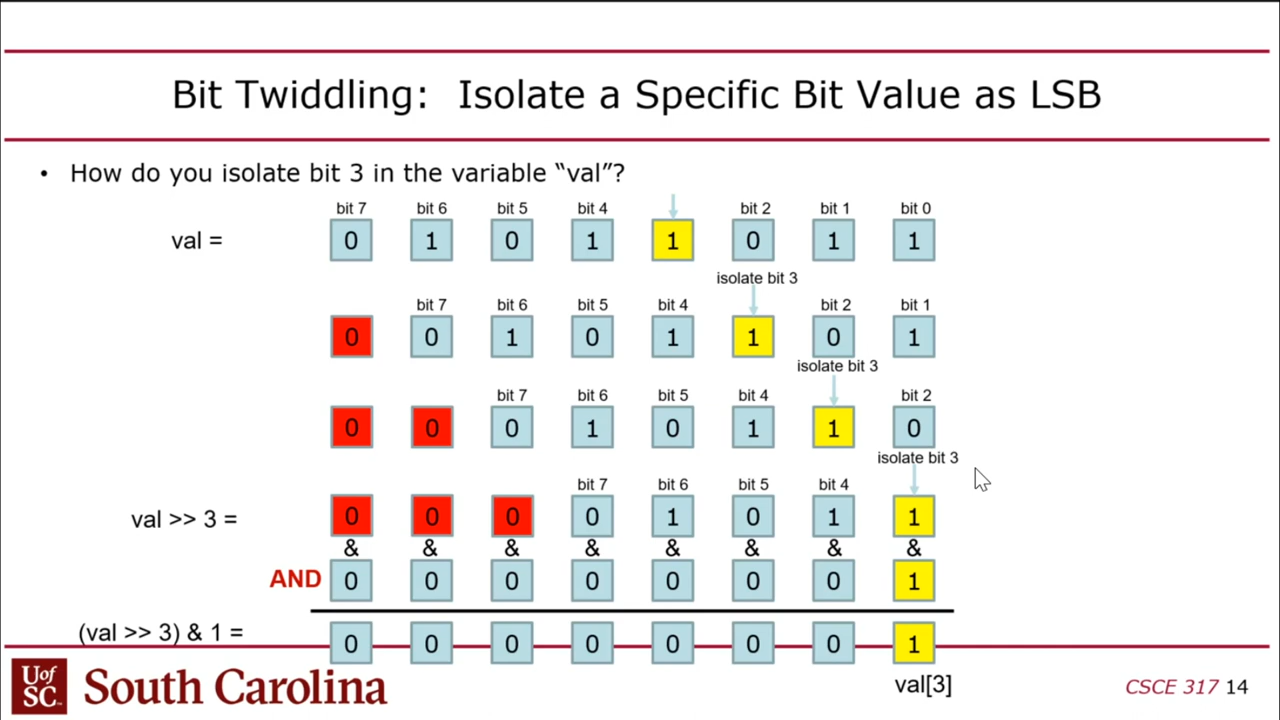 Bit Twiddling: Isolate a Specific Bit Value as LSB
• How do you isolate bit 3 in the variable “val”?
bit 7 bit 6 bit 5 bit 4 bit 2 bit 1 bit 0
val = 0 1 0 1 1 0 1 1
isolate bit 3
bit 7 bit 6 bit 5 bit 4 bit 2 bit 1
0 0 1 0 1 1 0 1
isolate bit 3
bit 7 bit 6 bit 5 bit 4 bit 2
0 0 0 1 0 1 1 0
isolate bit 3
bit 7 bit 6 bit 5 bit 4
val >> 3 = 0 0 0 0 1 0 1 1
& & & & & & & &
AND 0 0 0 0 0 0 0 1
(val >> 3) & 1 = 0 0 0 0 0 0 0 1
val[3]
UofSC South Carolina
CSCE 317 14